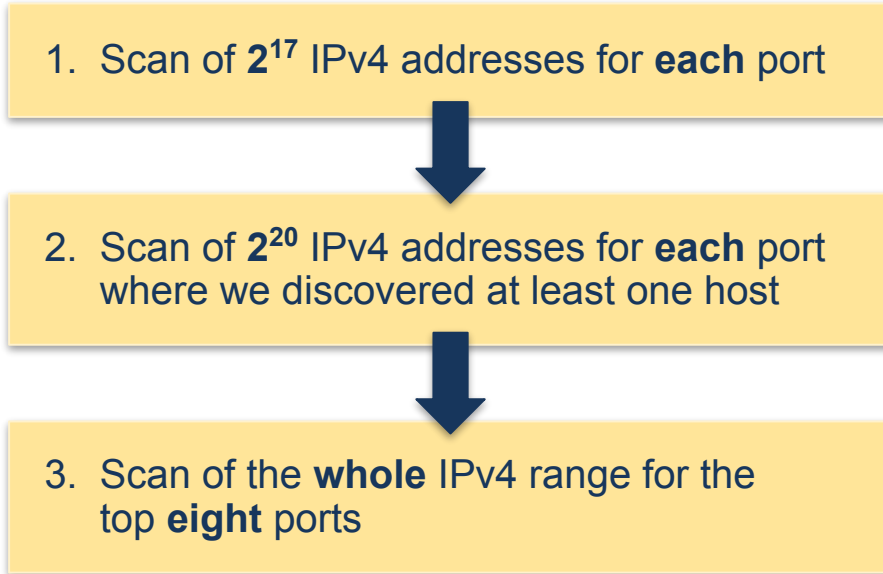 1. Scan of 2¹⁷ IPv4 addresses for each port
2. Scan of 2²⁰ IPv4 addresses for each port
where we discovered at least one host
3. Scan of the whole IPv4 range for the
top eight ports